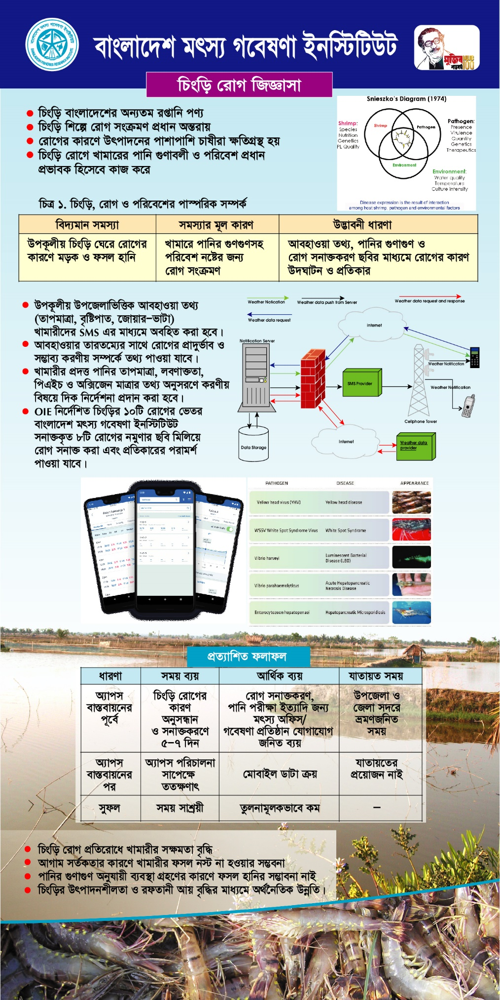 বাংলাদেশ মৎস্য গবেষণা ইনস্টিটিউট
বাংলাদেশ মৎস্য গবেষণা ইনস্টিটিউট
BANGLADESH FISHERIES RESEARCH INSTITUTE
মুজিব
শতবর্ষ
MUJIB
100
চিংড়ি রোগ জিজ্ঞাসা
চিংড়ি বাংলাদেশের অন্যতম রপ্তানি পণ্য
চিংড়ি শিল্পে রোগ সংক্রমণ প্রধান অন্তরায়
রোগের কারণে উৎপাদনের পাশাপাশি চাষীরা ক্ষতিগ্রস্থ হয়
চিংড়ি রোগে খামারের পানি গুণাবলী ও পরিবেশ প্রধান
প্রভাবক হিসেবে কাজ করে
Snieszko's Diagram (1974)
Shrimp:
Species
Nutrition
Genetics
PL Quality
Shrimp
Pathogen
Environment
Pathogen:
Presence
Virulence
Quantity
Genetics
Therapeutics
Environment:
Water quality
Temperature
Culture intensity
Disease expression is the result of interaction
among host shrimp, pathogen and environmental factors
চিত্র ১. চিংড়ি, রোগ ও পরিবেশের পাস্পরিক সম্পর্ক
বিদ্যমান সমস্যা
সমস্যার মূল কারণ
উদ্ভাবনী ধারণা
উপকূলীয় চিংড়ি ঘেরে রোগের
কারণে মড়ক ও ফসল হানি
খামারে পানির গুণগুণসহ
পরিবেশ নষ্টের জন্য
রোগ সংক্রমণ
আবহাওয়া তথ্য, পানির গুণাগুণ ও
রোগ সনাক্তকরণ ছবির মাধ্যমে রোগের কারণ
উদঘাটন ও প্রতিকার
উপকূলীয় উপজেলাভিত্তিক আবহাওয়া তথ্য
(তাপমাত্রা, বৃষ্টিপাত, জোয়ার-ভাটা)
খামারীদের SMS এর মাধ্যমে অবহিত করা হবে।
আবহাওয়ার তারতম্যের সাথে রোগের প্রাদুর্ভাব ও
সম্ভাব্য করণীয় সম্পর্কে তথ্য পাওয়া যাবে।
খামারীর প্রদত্ত পানির তাপমাত্রা, লবণাক্ততা,
পিএইচ ও অক্সিজেন মাত্রার তথ্য অনুসরণে করণীয়
বিষয়ে দিক নির্দেশনা প্রদান করা হবে।
OIE নির্দেশিত চিংড়ির ১০টি রোগের ভেতর
বাংলাদেশ মৎস্য গবেষণা ইনস্টিটিউট
সনাক্তকৃত ৮টি রোগের নমুণার ছবি মিলিয়ে
রোগ সনাক্ত করা এবং প্রতিকারের পরামর্শ
পাওয়া যাবে।
Weather Notication
Weather data push from Server
Weather data request and response
Weather data request
internet
Notification Server
Weather Notification
SMS Provider
Weather Notification
Cellphone Tower
Data Storage
Internet
Weather data
provider
PATHOGEN
DISEASE
APPEARANCE
Yellow head virus (YHV)
Yellow head disease
WSSV White Spot Syndrome Virus
White Spot Syndrome
Vibrio harveyi
Luminescent Bacterial
Disease (LBD)
Vibrio parahaemolyticus
Acute Hepatopancreatic
Necrosis Disease
Enterocytozoon hepatopenaei
Hepatopancreatic Microsporidiosis
প্রত্যাশিত ফলাফল
ধারণা
সময় ব্যয়
আর্থিক ব্যয়
যাতায়ত সময়
অ্যাপস
বাস্তবায়নের
পূর্বে
চিংড়ি রোগের
কারণ
অনুসন্ধান
ও সনাক্তকরণে
৫-৭ দিন
রোগ সনাক্তকরণ,
পানি পরীক্ষা ইত্যাদি জন্য
মৎস্য অফিস/
গবেষণা প্রতিষ্ঠান যোগাযোগ
জনিত ব্যয়
উপজেলা ও
জেলা সদরে
ভ্রমণজনিত
সময়
অ্যাপস
বাস্তবায়নের
পর
অ্যাপস পরিচালনা
সাপেক্ষে
ততক্ষণাৎ
মোবাইল ডাটা ক্রয়
যাতায়তের
প্রয়োজন নাই
সুফল
সময় সাশ্রয়ী
তুলনামূলকভাবে কম
–
চিংড়ি রোগ প্রতিরোধে খামারীর সক্ষমতা বৃদ্ধি
আগাম সর্তকতার কারণে খামারীর ফসল নস্ট না হওয়ার সম্ভবনা
পানির গুণাগুণ অনুযায়ী ব্যবস্থা গ্রহণের কারণে ফসল হানির সম্ভাবনা নাই
চিংড়ির উৎপাদনশীলতা ও রফতানী আয় বৃদ্ধির মাধ্যমে অর্থনৈতিক উন্নতি।